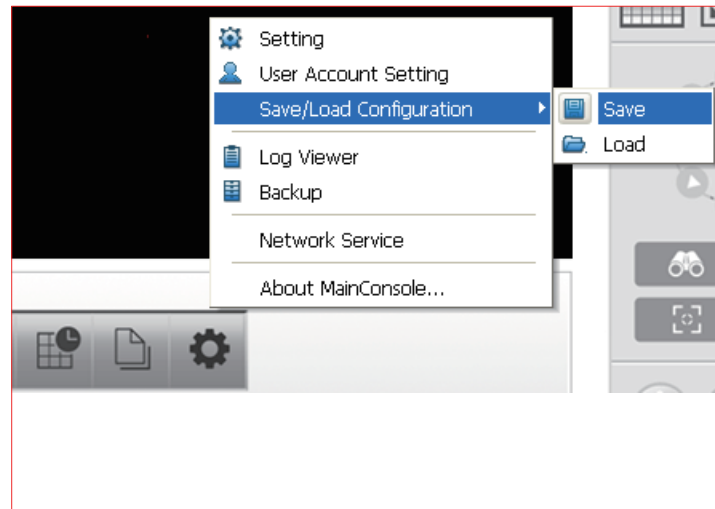 Setting
User Account Setting
Save/Load Configuration
Save
Load
Log Viewer
Backup
Network Service
About MainConsole...